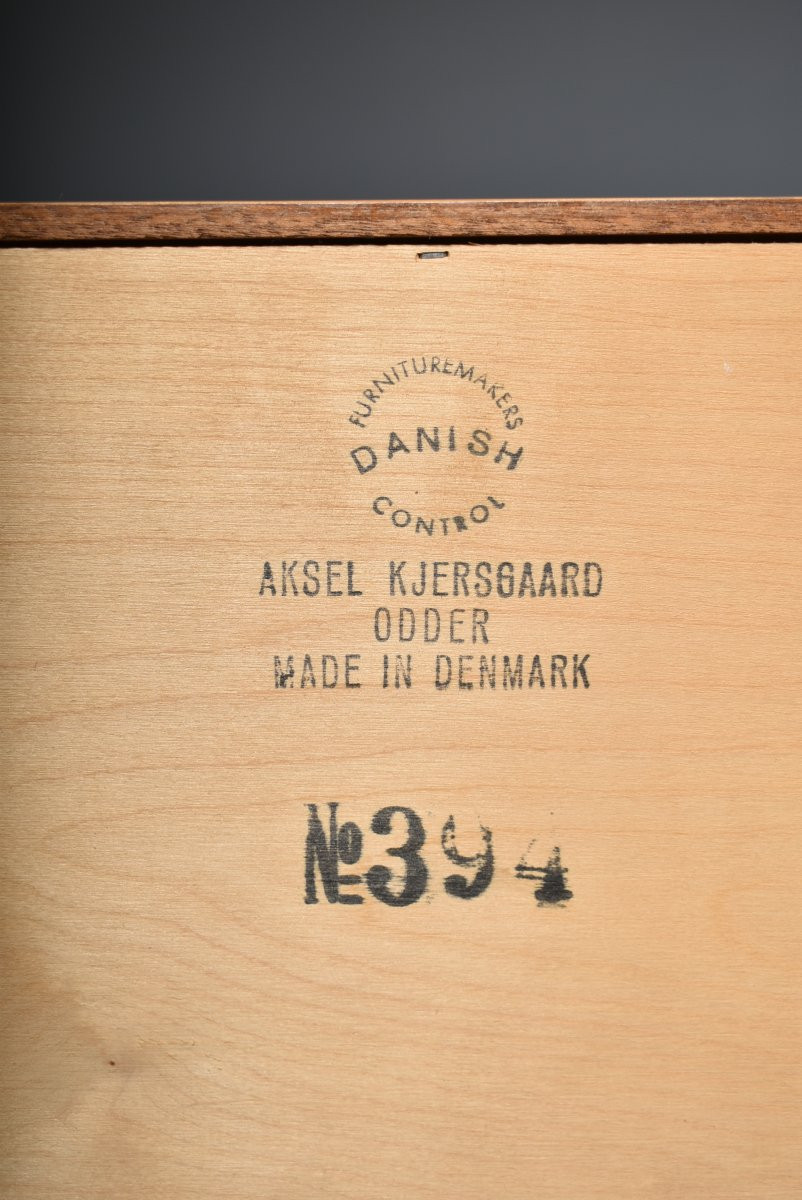 FURNITUREMAKERS
DANISH
CONTROL
AKSEL KJERSGAARD
ODDER
MADE IN DENMARK
№394